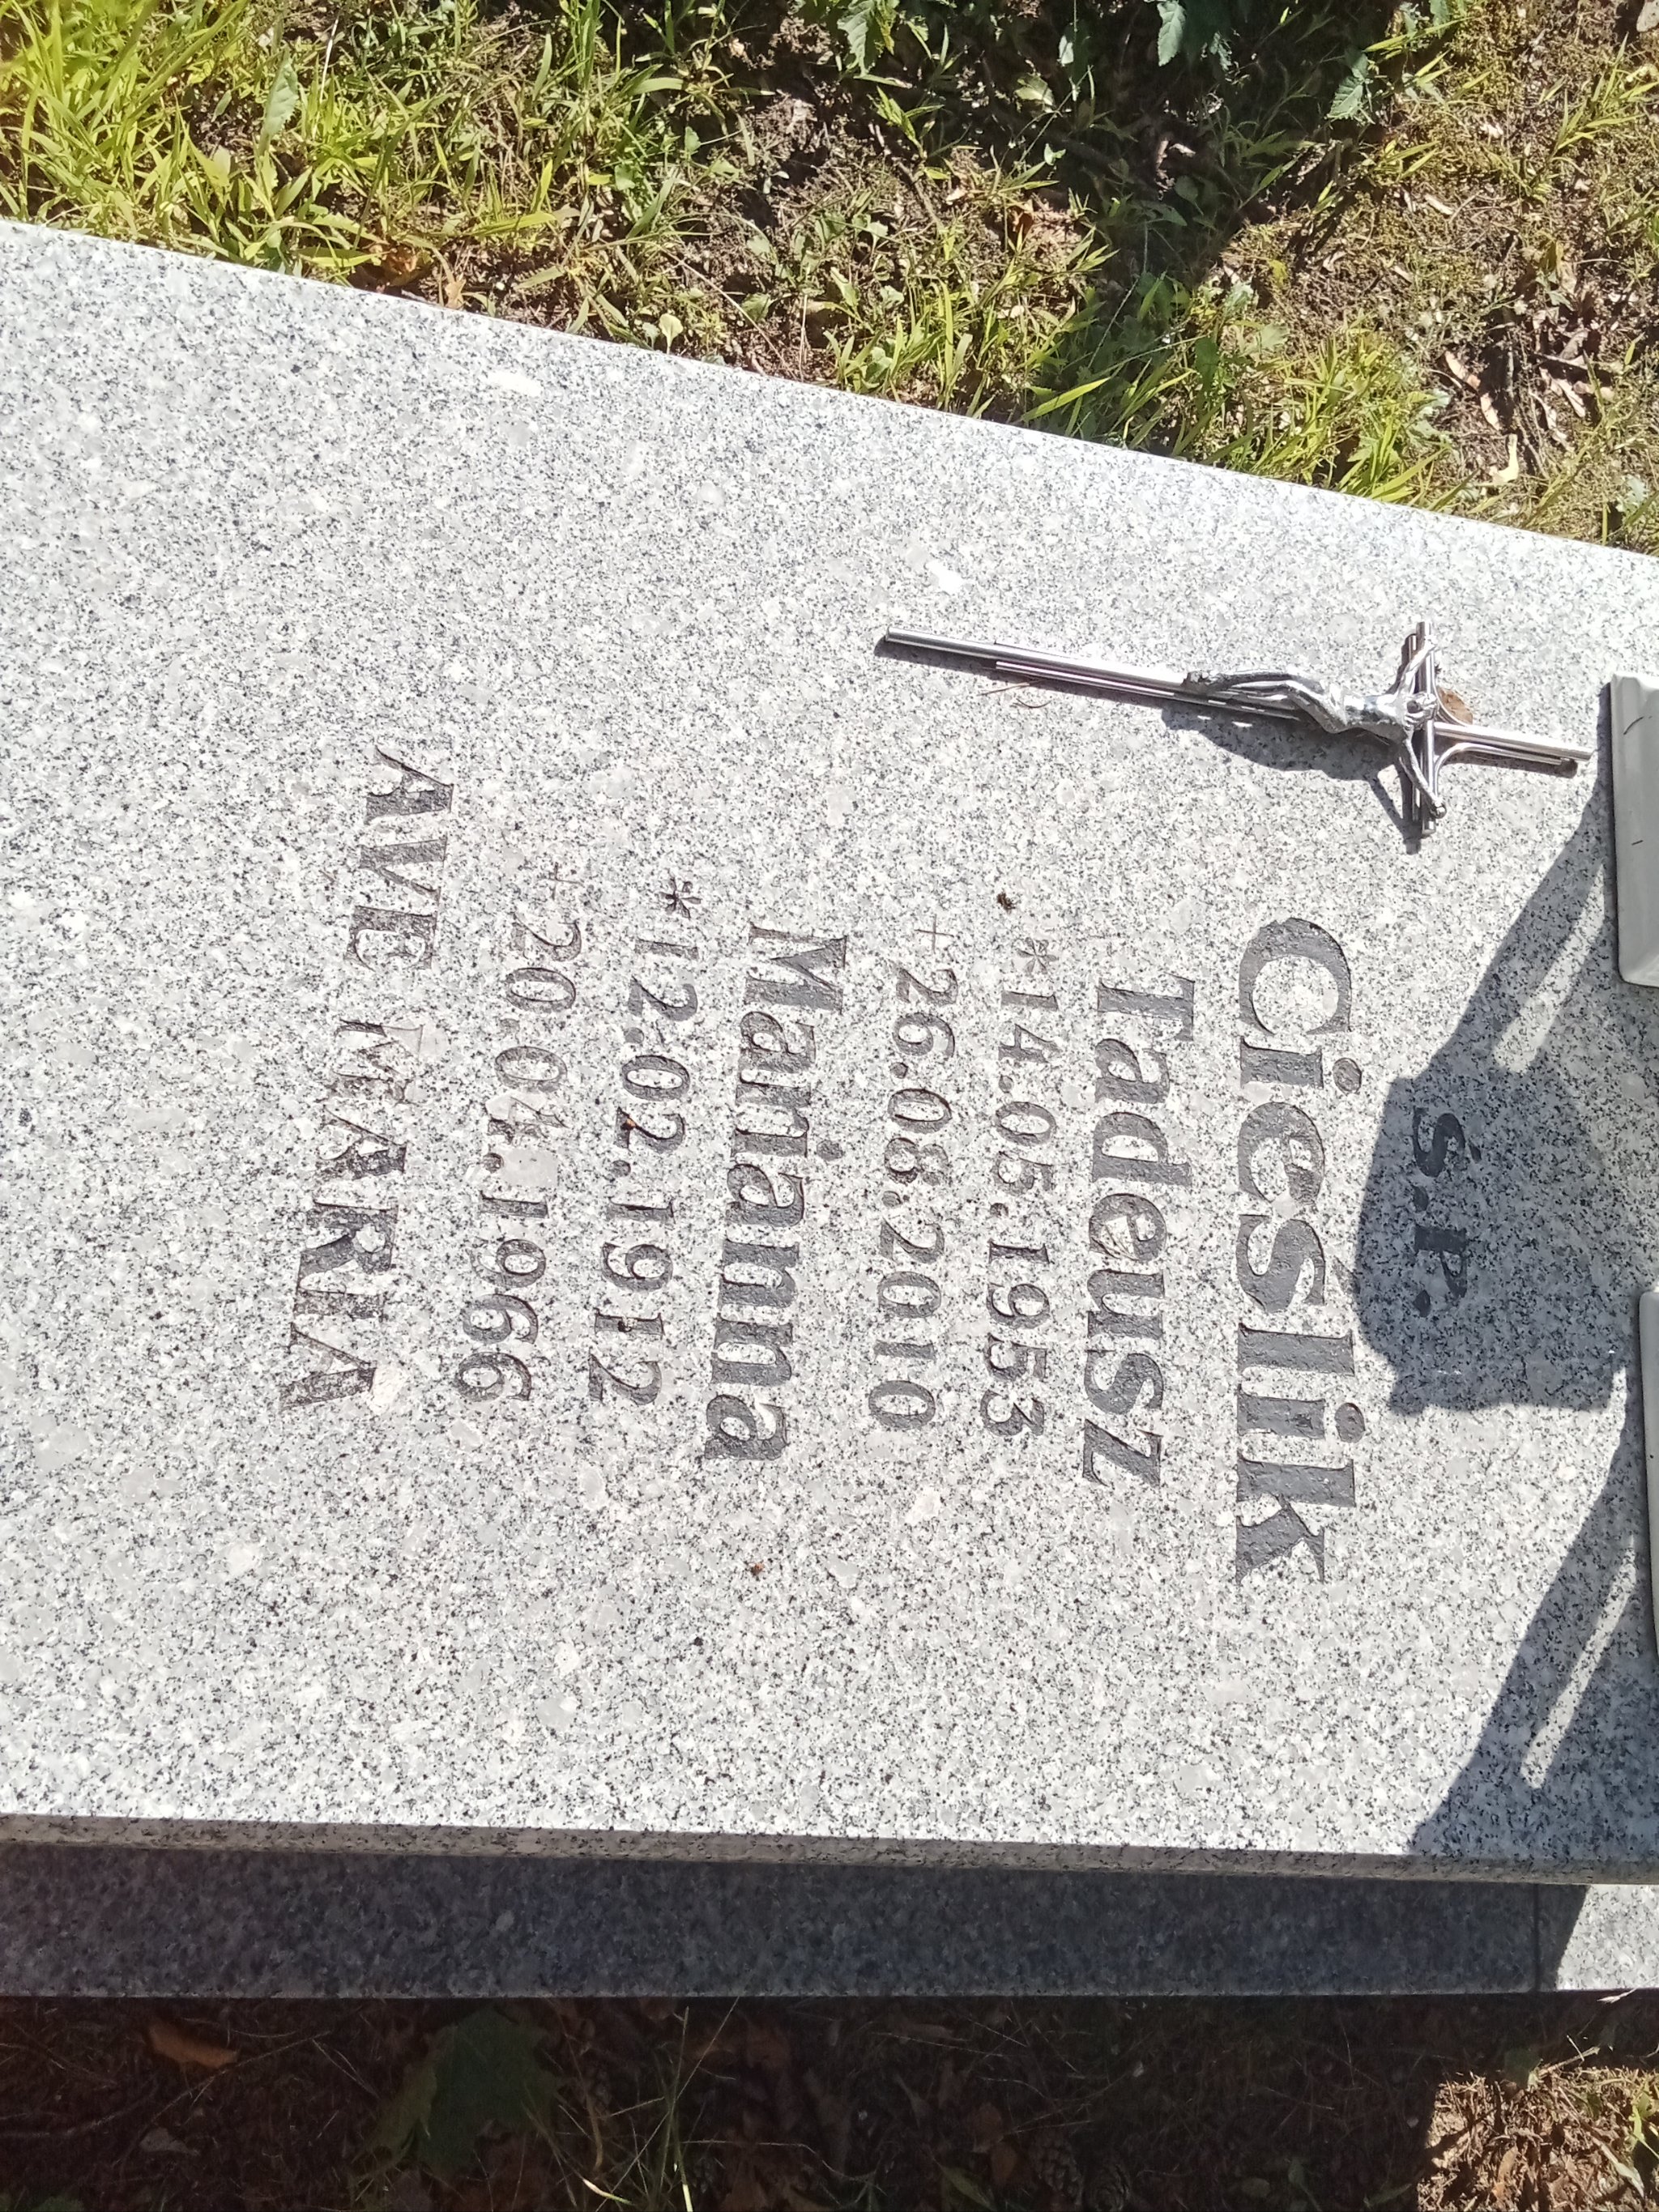 Ś.P.
Cieślik
Tadeusz
*14.05.1953
+26.08.2010
Marianna
*12.02.1912
+20.04.1966
AVE MARIA